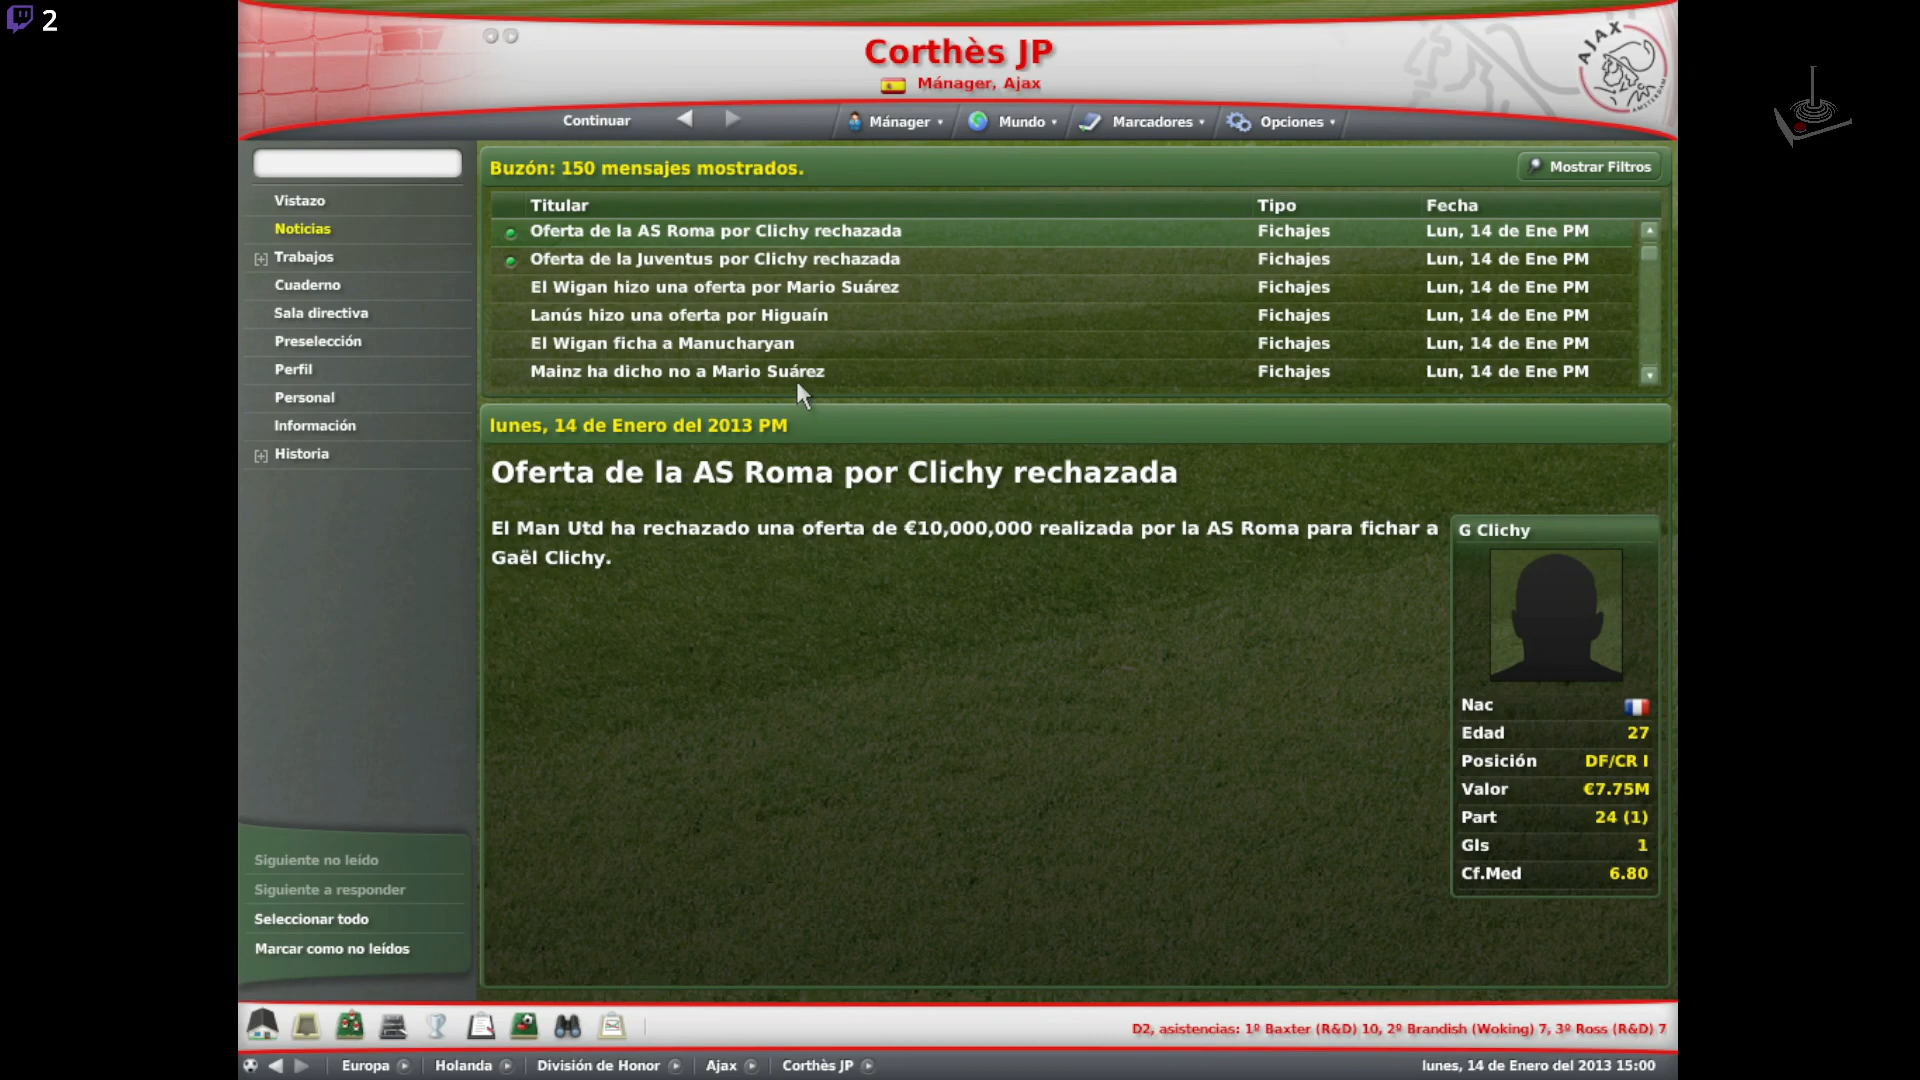 2
Corthès JP
Mánager, Ajax
AJAX
AMSTERDAM
Continuar
Mánager
Mundo
Marcadores
Opciones
Vistazo
Noticias
[+] Trabajos
Cuaderno
Sala directiva
Preselección
Perfil
Personal
Información
[+] Historia
Buzón: 150 mensajes mostrados.
Mostrar Filtros
Titular Tipo Fecha
Oferta de la AS Roma por Clichy rechazada Fichajes Lun, 14 de Ene PM
Oferta de la Juventus por Clichy rechazada Fichajes Lun, 14 de Ene PM
El Wigan hizo una oferta por Mario Suárez Fichajes Lun, 14 de Ene PM
Lanús hizo una oferta por Higuaín Fichajes Lun, 14 de Ene PM
El Wigan ficha a Manucharyan Fichajes Lun, 14 de Ene PM
Mainz ha dicho no a Mario Suárez Fichajes Lun, 14 de Ene PM
lunes, 14 de Enero del 2013 PM
Oferta de la AS Roma por Clichy rechazada
El Man Utd ha rechazado una oferta de €10,000,000 realizada por la AS Roma para fichar a
Gaël Clichy.
G Clichy
Nac
Edad 27
Posición DF/CR I
Valor €7.75M
Part 24 (1)
Gls 1
Cf.Med 6.80
Siguiente no leído
Siguiente a responder
Seleccionar todo
Marcar como no leídos
D2, asistencias: 1º Baxter (R&D) 10, 2º Brandish (Woking) 7, 3º Ross (R&D) 7
Europa
Holanda
División de Honor
Ajax
Corthès JP
lunes, 14 de Enero del 2013 15:00